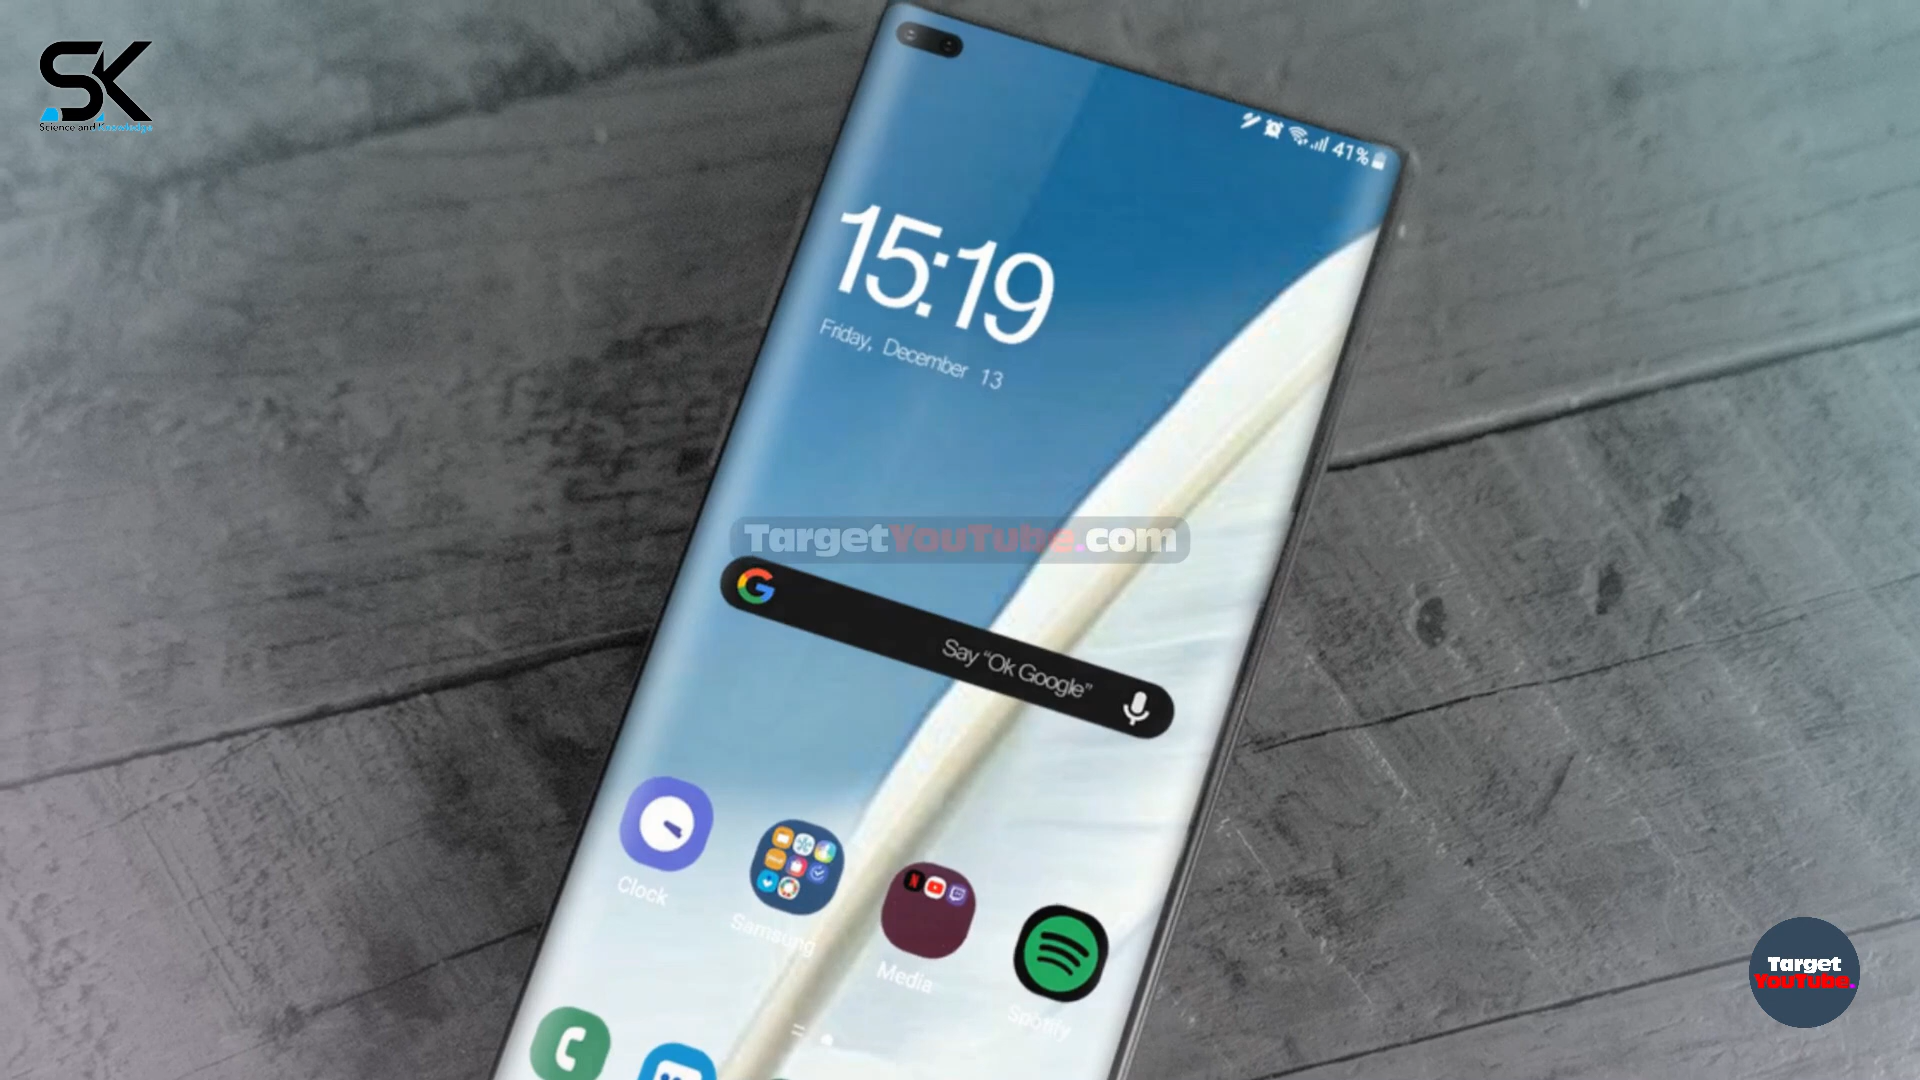 SK
Science and Knowledge
41%
15:19
Friday, December 13
TargetYouTube.com
Say “Ok Google”
Clock
Samsung
Media
Spotify
Target
YouTube.